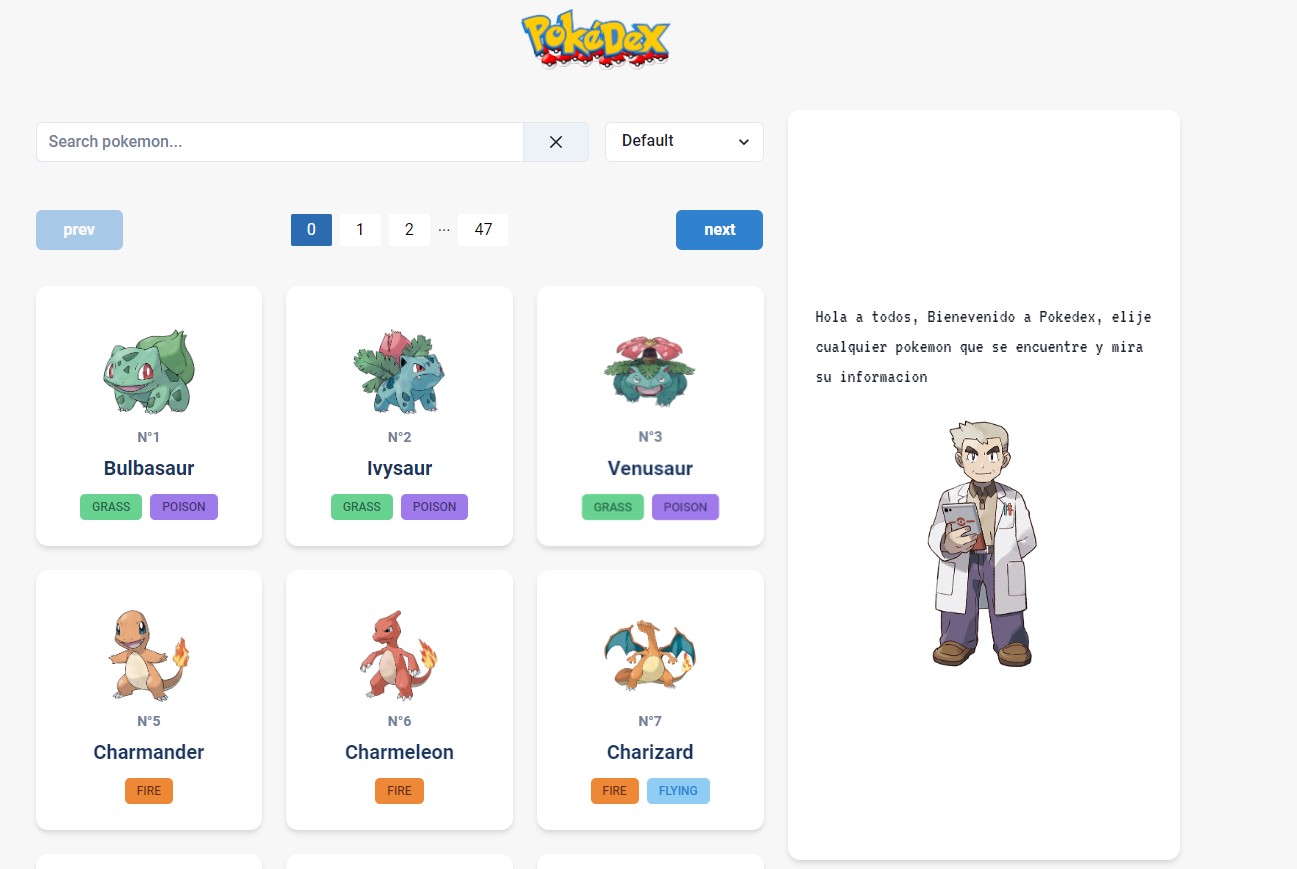 PokéDex
Search pokemon...
Default
prev
0
1
2
...
47
next
N°1
Bulbasaur
GRASS POISON
N°2
Ivysaur
GRASS POISON
N°3
Venusaur
GRASS POISON
N°5
Charmander
FIRE
N°6
Charmeleon
FIRE
N°7
Charizard
FIRE FLYING
Hola a todos, Bienevenido a Pokedex, elije
cualquier pokemon que se encuentre y mira
su informacion